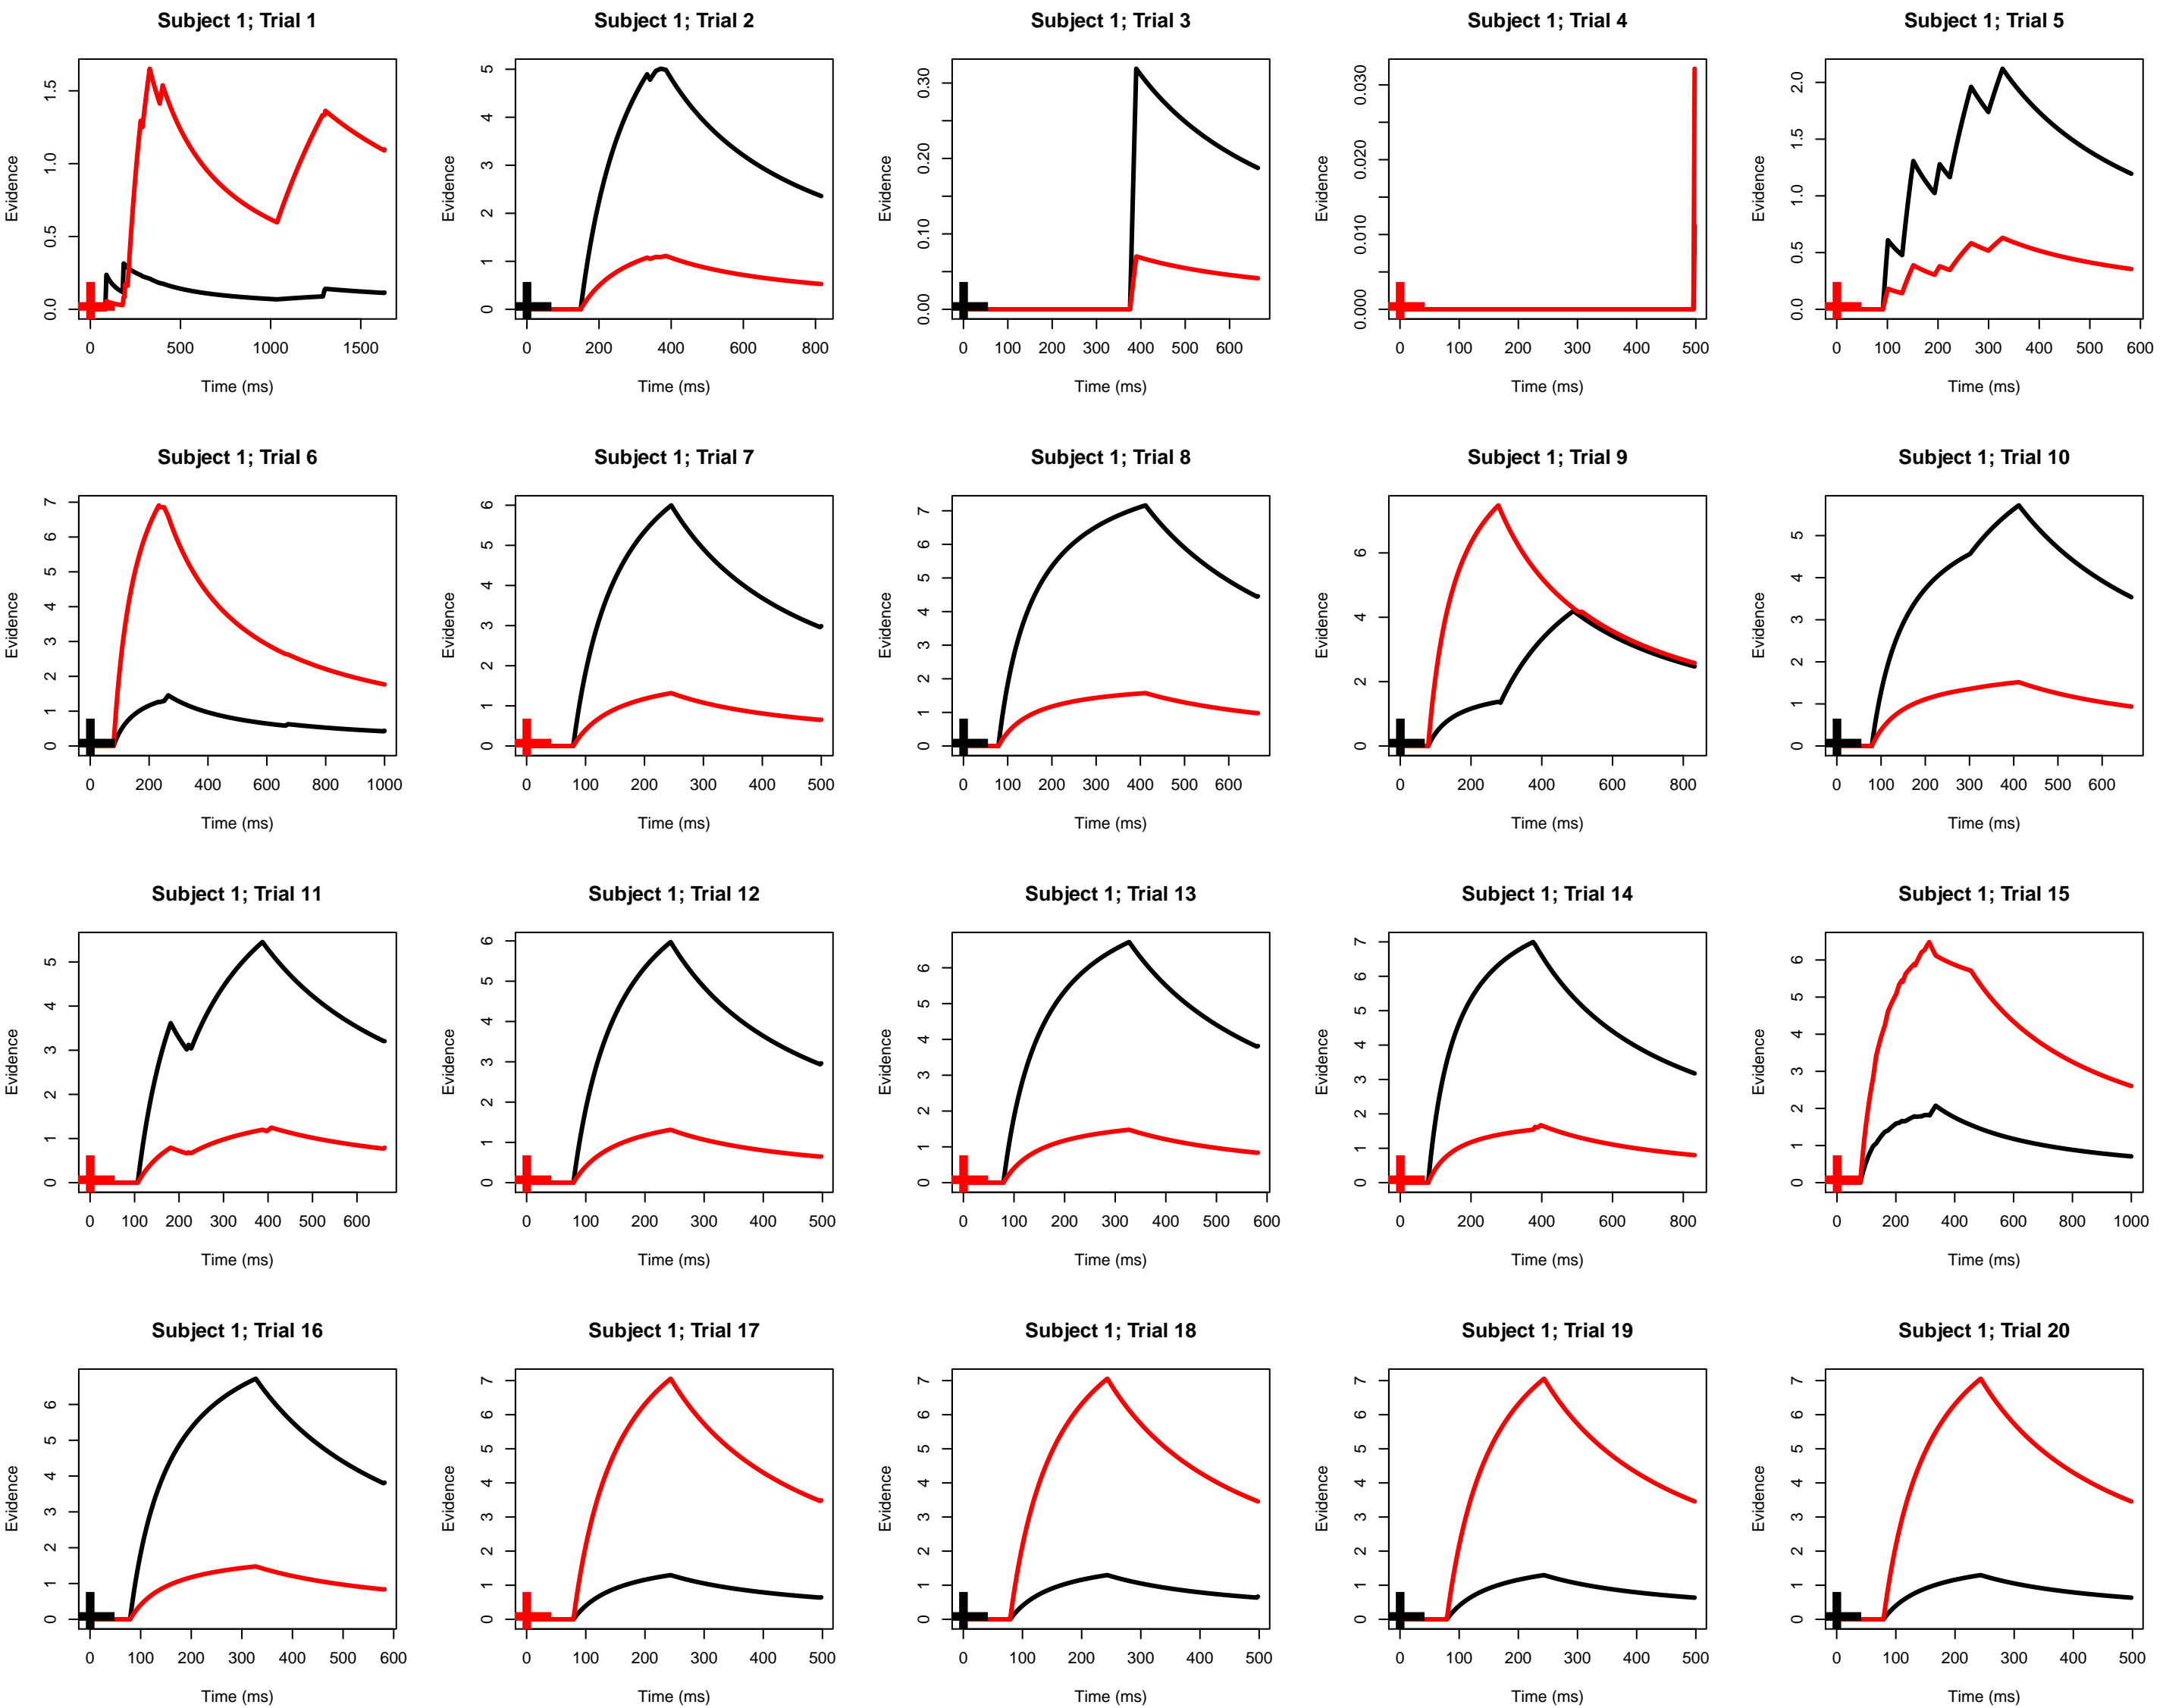 Subject 1; Trial 1
Evidence
0.0 0.5 1.0 1.5
0 500 1000 1500
Time (ms)
Subject 1; Trial 2
Evidence
0 1 2 3 4 5
0 200 400 600 800
Time (ms)
Subject 1; Trial 3
Evidence
0.00 0.10 0.20 0.30
0 100 200 300 400 500 600
Time (ms)
Subject 1; Trial 4
Evidence
0.000 0.010 0.020 0.030
0 100 200 300 400 500
Time (ms)
Subject 1; Trial 5
Evidence
0.0 0.5 1.0 1.5 2.0
0 100 200 300 400 500 600
Time (ms)
Subject 1; Trial 6
Evidence
0 1 2 3 4 5 6 7
0 200 400 600 800 1000
Time (ms)
Subject 1; Trial 7
Evidence
0 1 2 3 4 5 6
0 100 200 300 400 500
Time (ms)
Subject 1; Trial 8
Evidence
0 1 2 3 4 5 6 7
0 100 200 300 400 500 600
Time (ms)
Subject 1; Trial 9
Evidence
0 2 4 6
0 200 400 600 800
Time (ms)
Subject 1; Trial 10
Evidence
0 1 2 3 4 5
0 100 200 300 400 500 600
Time (ms)
Subject 1; Trial 11
Evidence
0 1 2 3 4 5
0 100 200 300 400 500 600
Time (ms)
Subject 1; Trial 12
Evidence
0 1 2 3 4 5 6
0 100 200 300 400 500
Time (ms)
Subject 1; Trial 13
Evidence
0 1 2 3 4 5 6
0 100 200 300 400 500 600
Time (ms)
Subject 1; Trial 14
Evidence
0 1 2 3 4 5 6 7
0 200 400 600 800
Time (ms)
Subject 1; Trial 15
Evidence
0 1 2 3 4 5 6
0 200 400 600 800 1000
Time (ms)
Subject 1; Trial 16
Evidence
0 1 2 3 4 5 6
0 100 200 300 400 500 600
Time (ms)
Subject 1; Trial 17
Evidence
0 1 2 3 4 5 6 7
0 100 200 300 400 500
Time (ms)
Subject 1; Trial 18
Evidence
0 1 2 3 4 5 6 7
0 100 200 300 400 500
Time (ms)
Subject 1; Trial 19
Evidence
0 1 2 3 4 5 6 7
0 100 200 300 400 500
Time (ms)
Subject 1; Trial 20
Evidence
0 1 2 3 4 5 6 7
0 100 200 300 400 500
Time (ms)